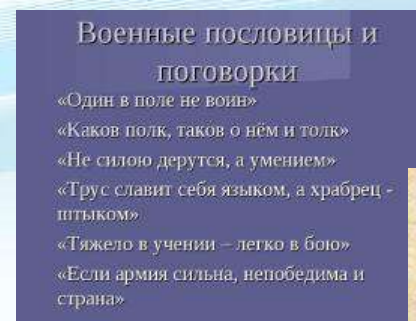 Военные пословицы и
поговорки
«Один в поле не воин»
«Каков полк, таков о нём и толк»
«Не силою дерутся, а умением»
«Трус славит себя языком, а храбрец -
штыком»
«Тяжело в учении – легко в бою»
«Если армия сильна, непобедима и
страна»